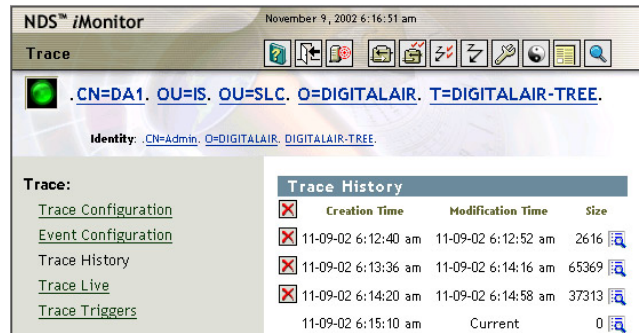 NDS™ iMonitor
November 9, 2002 6:16:51 am
Trace
.CN=DA1. OU=IS. OU=SLC. O=DIGITALAIR. T=DIGITALAIR-TREE.
Identity: .CN=Admin. O=DIGITALAIR. DIGITALAIR-TREE.
Trace:
Trace Configuration
Event Configuration
Trace History
Trace Live
Trace Triggers
Trace History
Creation Time Modification Time Size
11-09-02 6:12:40 am 11-09-02 6:12:52 am 2616
11-09-02 6:13:36 am 11-09-02 6:14:16 am 65369
11-09-02 6:14:20 am 11-09-02 6:14:58 am 37313
11-09-02 6:15:10 am Current 0